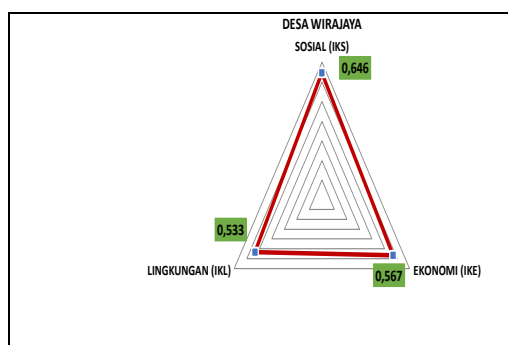 DESA WIRAJAYA
SOSIAL (IKS)
0,646
0,533
LINGKUNGAN (IKL)
EKONOMI (IKE)
0,567